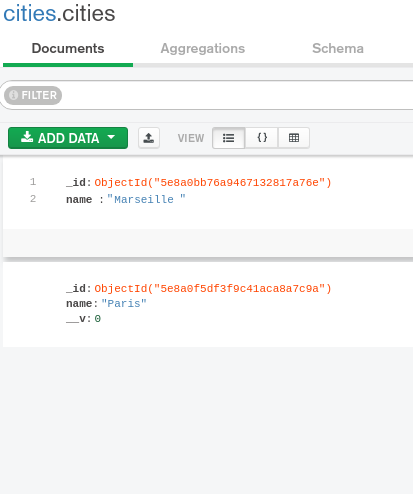 cities.cities
Documents Aggregations Schema
FILTER
ADD DATA VIEW {}
1 _id: ObjectId("5e8a0bb76a9467132817a76e")
2 name : "Marseille "
_id: ObjectId("5e8a0f5df3f9c41aca8a7c9a")
name: "Paris"
__v: 0